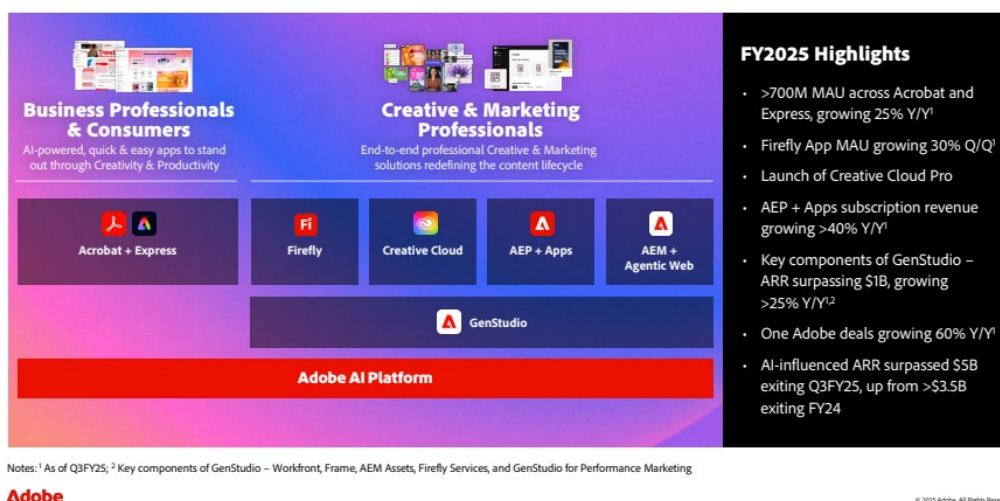 Business Professionals
& Consumers
AI-powered, quick & easy apps to stand
out through Creativity & Productivity
Creative & Marketing
Professionals
End-to-end professional Creative & Marketing
solutions redefining the content lifecycle
Acrobat + Express
Fi
Firefly
Creative Cloud
AEP + Apps
AEM +
Agentic Web
GenStudio
Adobe AI Platform
FY2025 Highlights
• >700M MAU across Acrobat and
Express, growing 25% Y/Y¹
• Firefly App MAU growing 30% Q/Q¹
• Launch of Creative Cloud Pro
• AEP + Apps subscription revenue
growing >40% Y/Y¹
• Key components of GenStudio –
ARR surpassing $1B, growing
>25% Y/Y¹,²
• One Adobe deals growing 60% Y/Y¹
• AI-influenced ARR surpassed $5B
exiting Q3FY25, up from >$3.5B
exiting FY24
Notes: ¹ As of Q3FY25; ² Key components of GenStudio – Workfront, Frame, AEM Assets, Firefly Services, and GenStudio for Performance Marketing
Adobe
© 2025 Adobe. All Rights